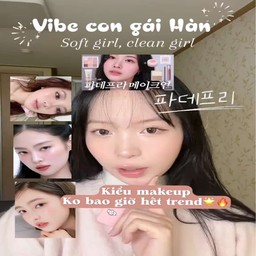 Vibe con gái Hàn
Soft girl, clean girl
파데프리 메이크업
파데프리
Kiểu makeup
Ko bao giờ hết trend🌟🔥